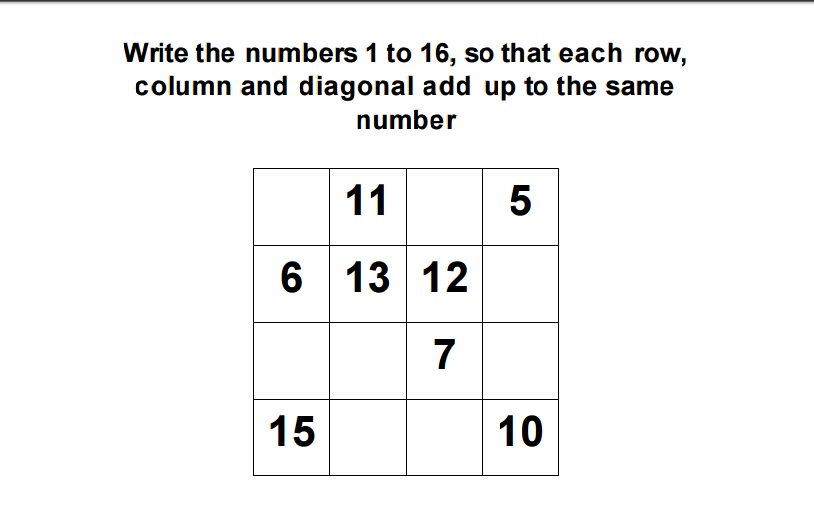 Write the numbers 1 to 16, so that each row,
column and diagonal add up to the same
number
11 5
6 13 12
7
15 10